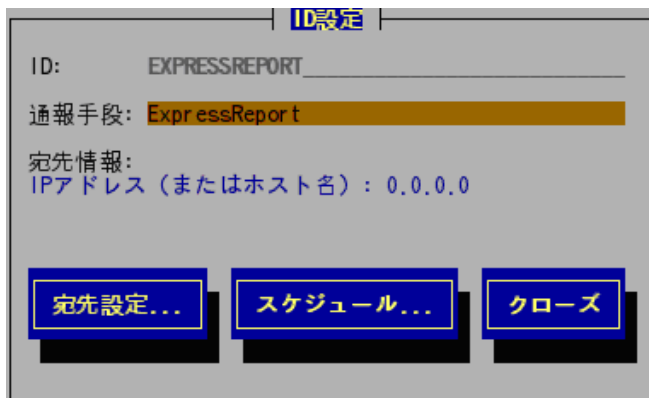 ID設定
ID: EXPRESSREPORT
通報手段: ExpressReport
宛先情報:
IPアドレス（またはホスト名）: 0.0.0.0
宛先設定... スケジュール... クローズ